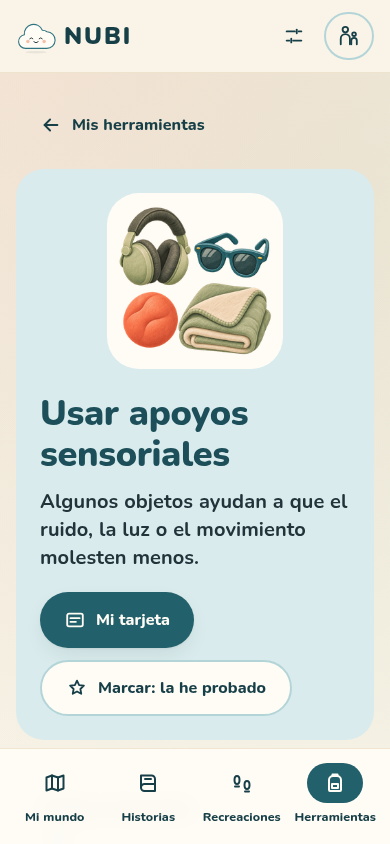 NUBI
Mis herramientas
Usar apoyos
sensoriales
Algunos objetos ayudan a que el
ruido, la luz o el movimiento
molesten menos.
Mi tarjeta
Marcar: la he probado
Mi mundo
Historias
Recreaciones
Herramientas